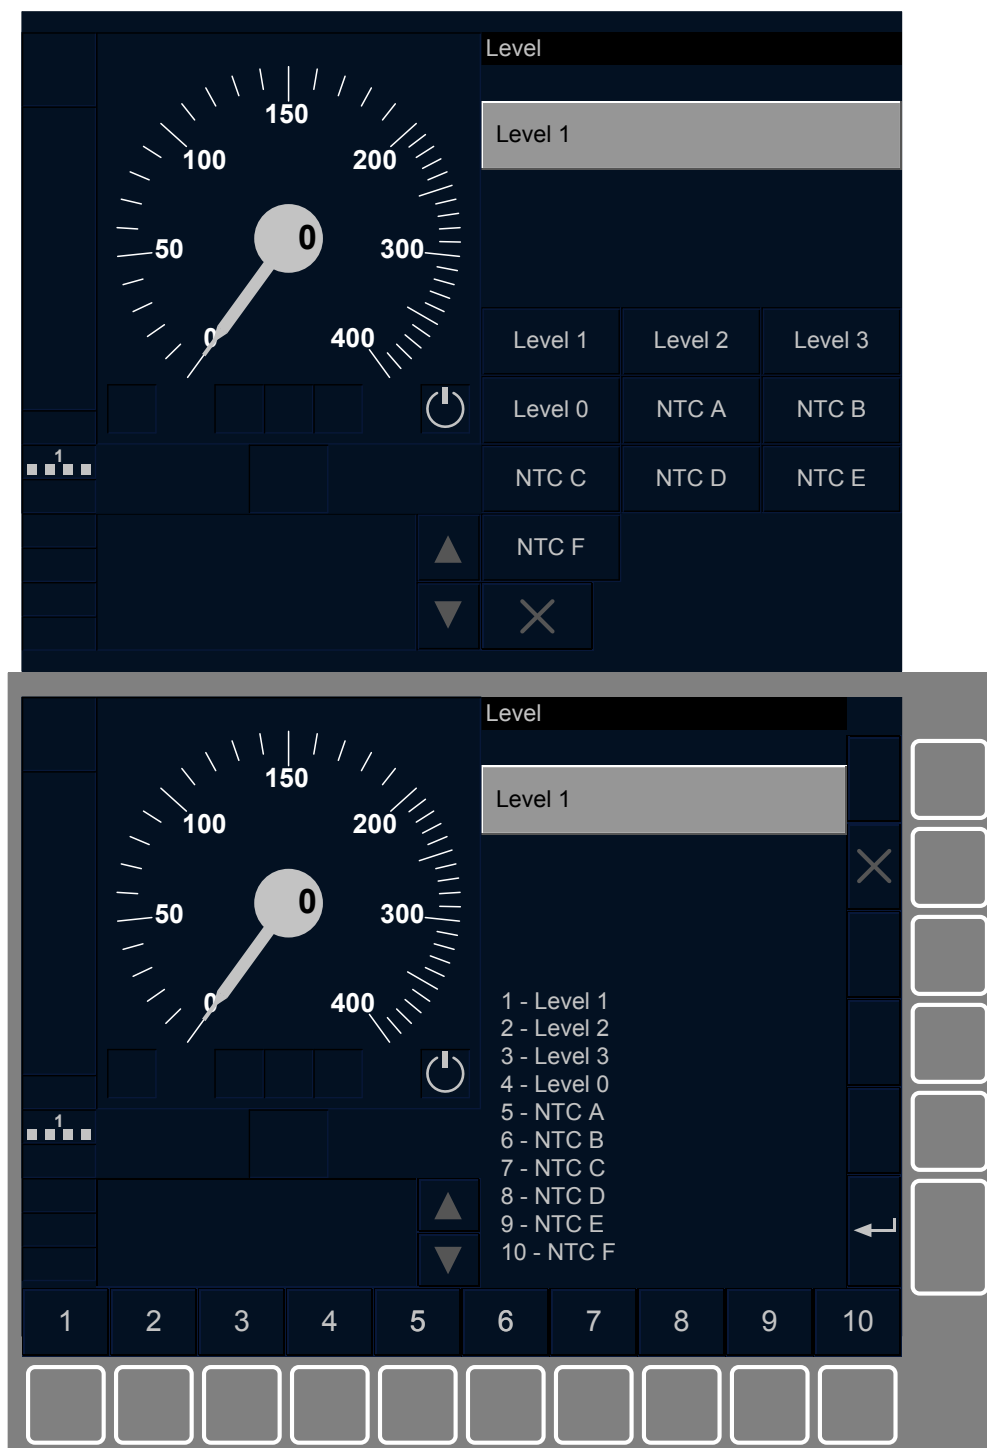 Level
150
100 200
Level 1
0
50 300
0 400
Level 1 Level 2 Level 3
Level 0 NTC A NTC B
1
NTC C NTC D NTC E
NTC F
Level
150
Level 1
100 200
0
50 300
0 400
1 - Level 1
2 - Level 2
3 - Level 3
4 - Level 0
5 - NTC A
1
6 - NTC B
7 - NTC C
8 - NTC D
9 - NTC E
10 - NTC F
1 2 3 4 5 6 7 8 9 10